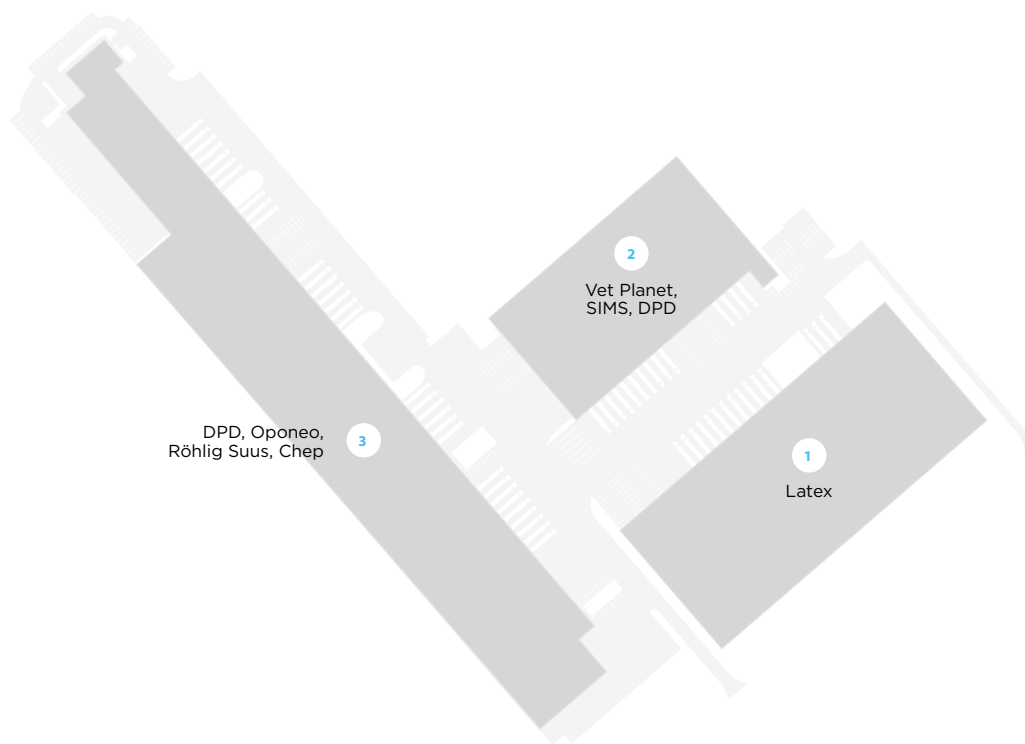 2
Vet Planet,
SIMS, DPD
DPD, Oponeo,
Röhlig Suus, Chep
3
1
Latex